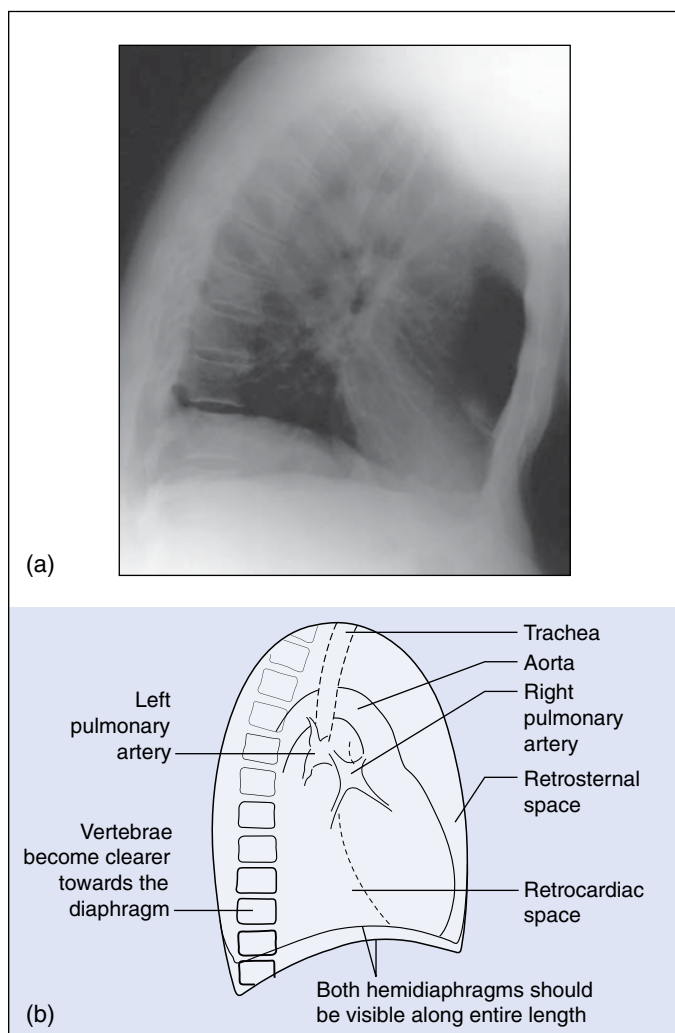 (a)
Trachea
Aorta
Right
pulmonary
artery
Left
pulmonary
artery
Retrosternal
space
Vertebrae
become clearer
towards the
diaphragm
Retrocardiac
space
Both hemidiaphragms should
be visible along entire length
(b)